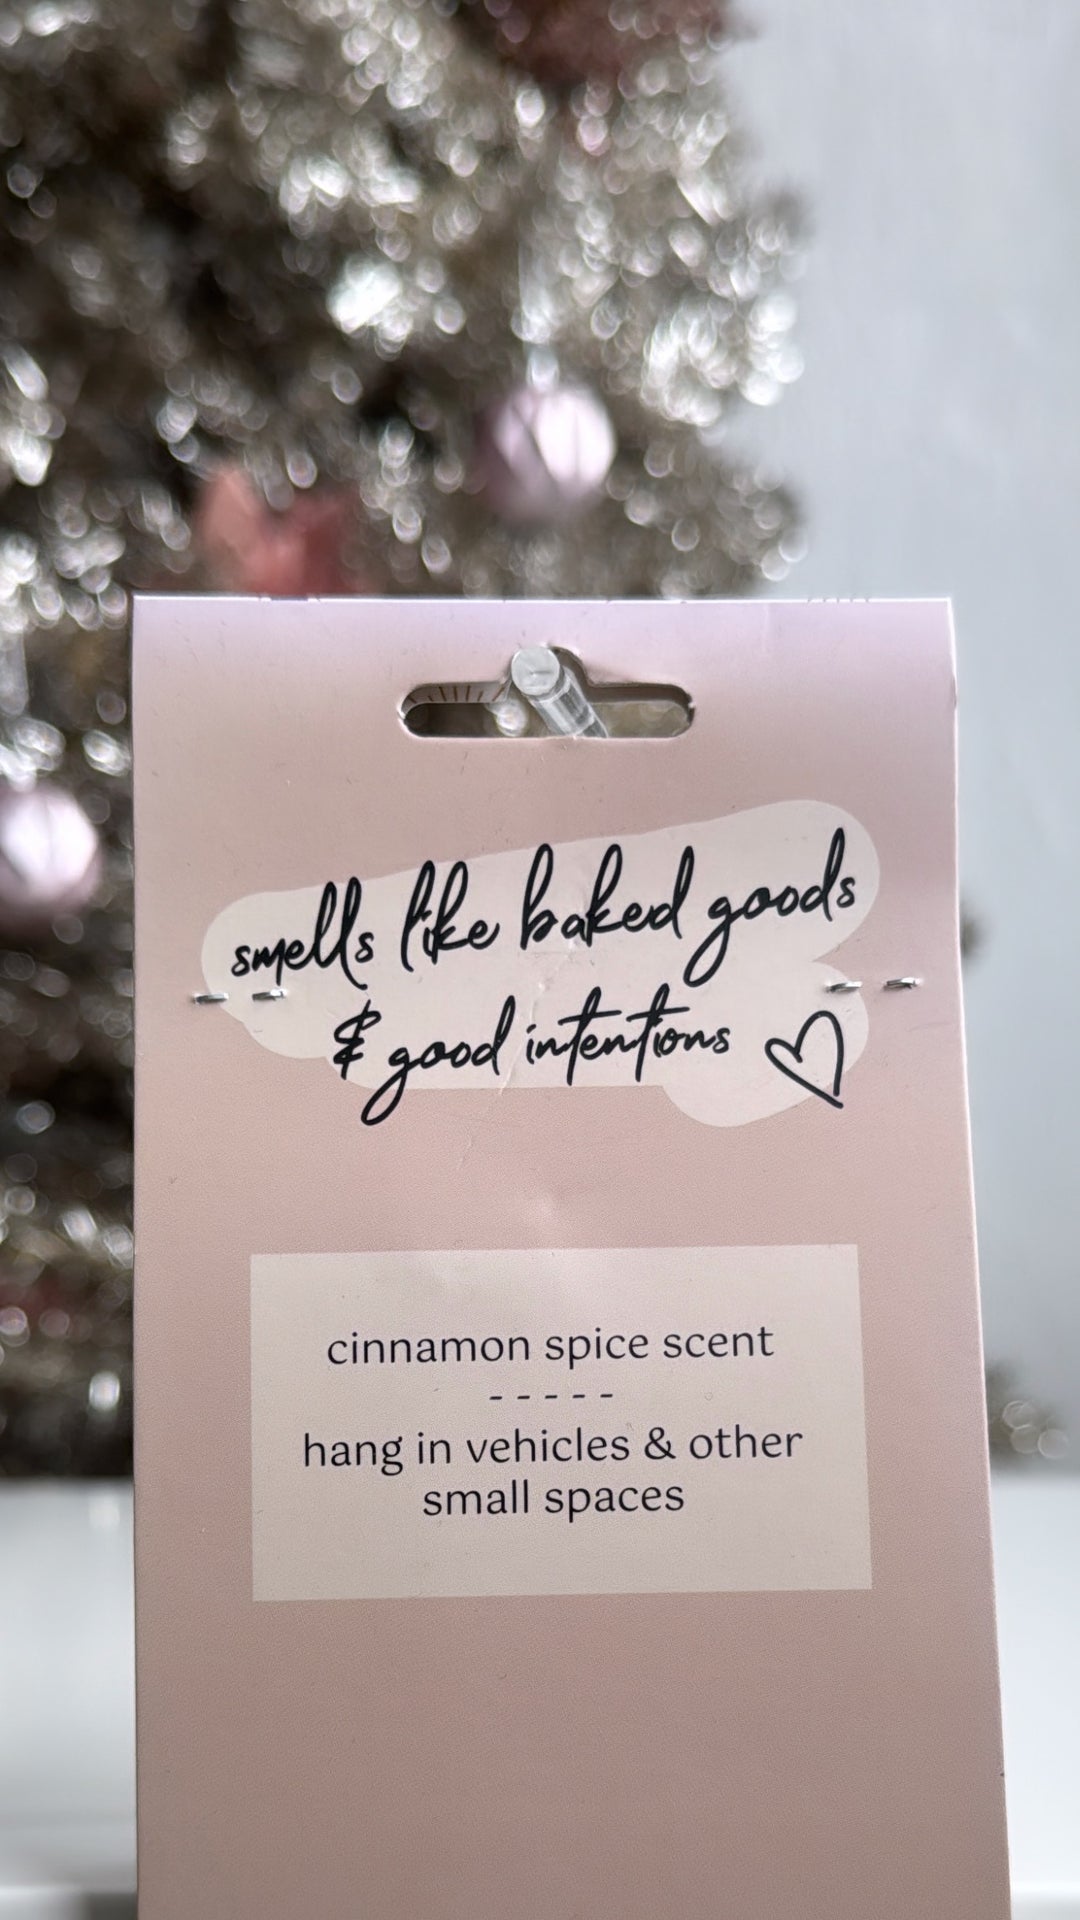 smells like baked goods
& good intentions
cinnamon spice scent
- - - - -
hang in vehicles & other
small spaces